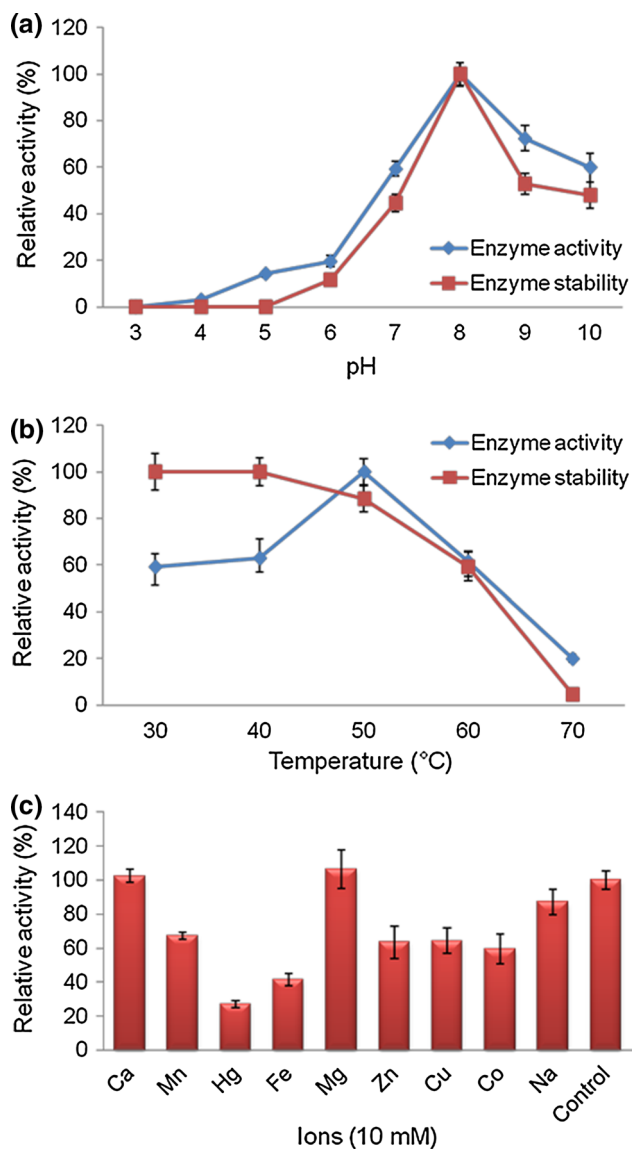 (a)
Relative activity (%)
120
100
80
60
40
20
0
3 4 5 6 7 8 9 10
pH
Enzyme activity
Enzyme stability
(b)
Relative activity (%)
120
100
80
60
40
20
0
30 40 50 60 70
Temperature (°C)
Enzyme activity
Enzyme stability
(c)
Relative activity (%)
140
120
100
80
60
40
20
0
Ca Mn Hg Fe Mg Zn Cu Co Na Control
Ions (10 mM)